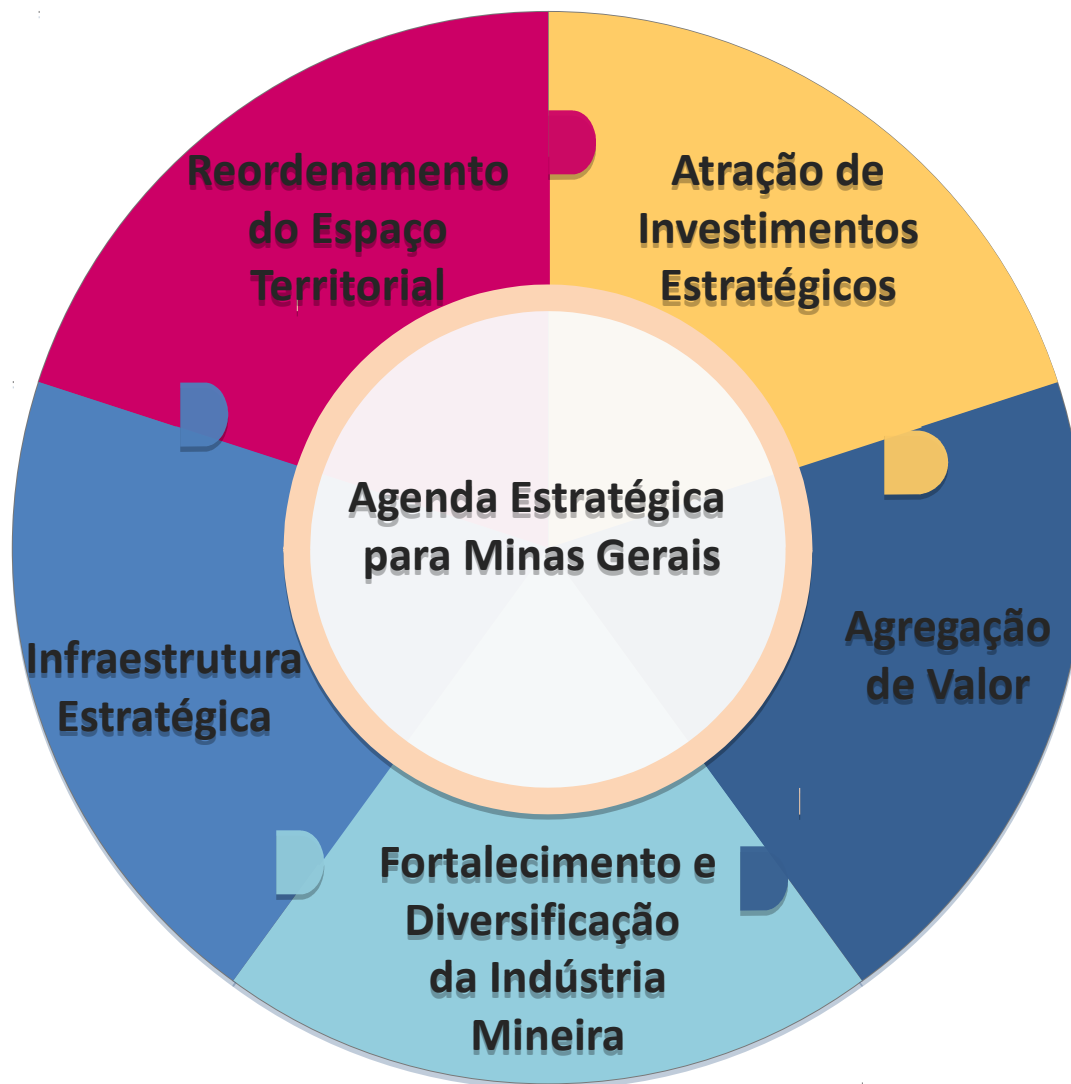 Reordenamento
do Espaço
Territorial
Atração de
Investimentos
Estratégicos
Agenda Estratégica
para Minas Gerais
Infraestrutura
Estratégica
Agregação
de Valor
Fortalecimento e
Diversificação
da Indústria
Mineira